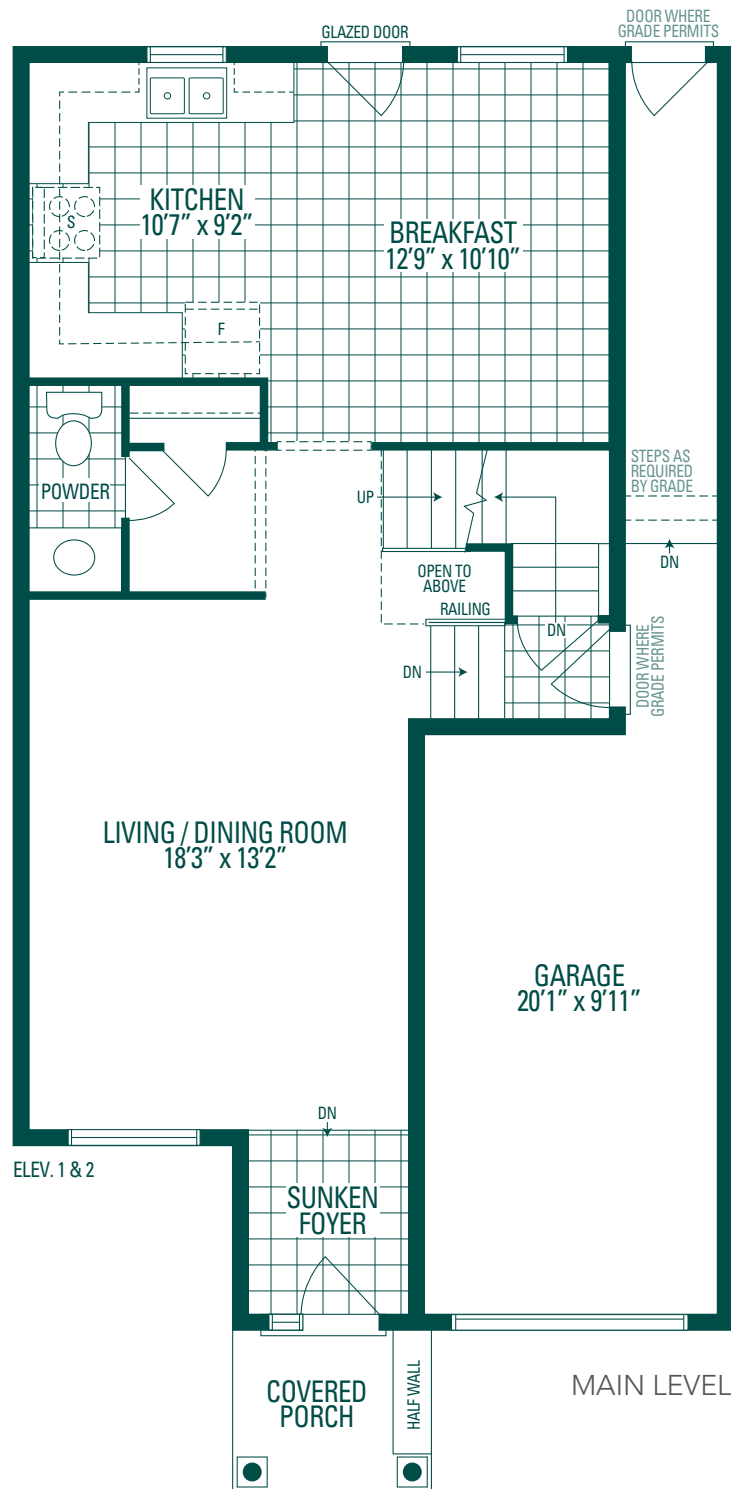 GLAZED DOOR
DOOR WHERE
GRADE PERMITS
KITCHEN
10'7" x 9'2"
S
BREAKFAST
12'9" x 10'10"
F
POWDER
UP
STEPS AS
REQUIRED
BY GRADE
DN
OPEN TO
ABOVE
RAILING
DN
DN
DOOR WHERE
GRADE PERMITS
LIVING / DINING ROOM
18'3" x 13'2"
GARAGE
20'1" x 9'11"
DN
ELEV. 1 & 2
SUNKEN
FOYER
COVERED
PORCH
HALF WALL
MAIN LEVEL